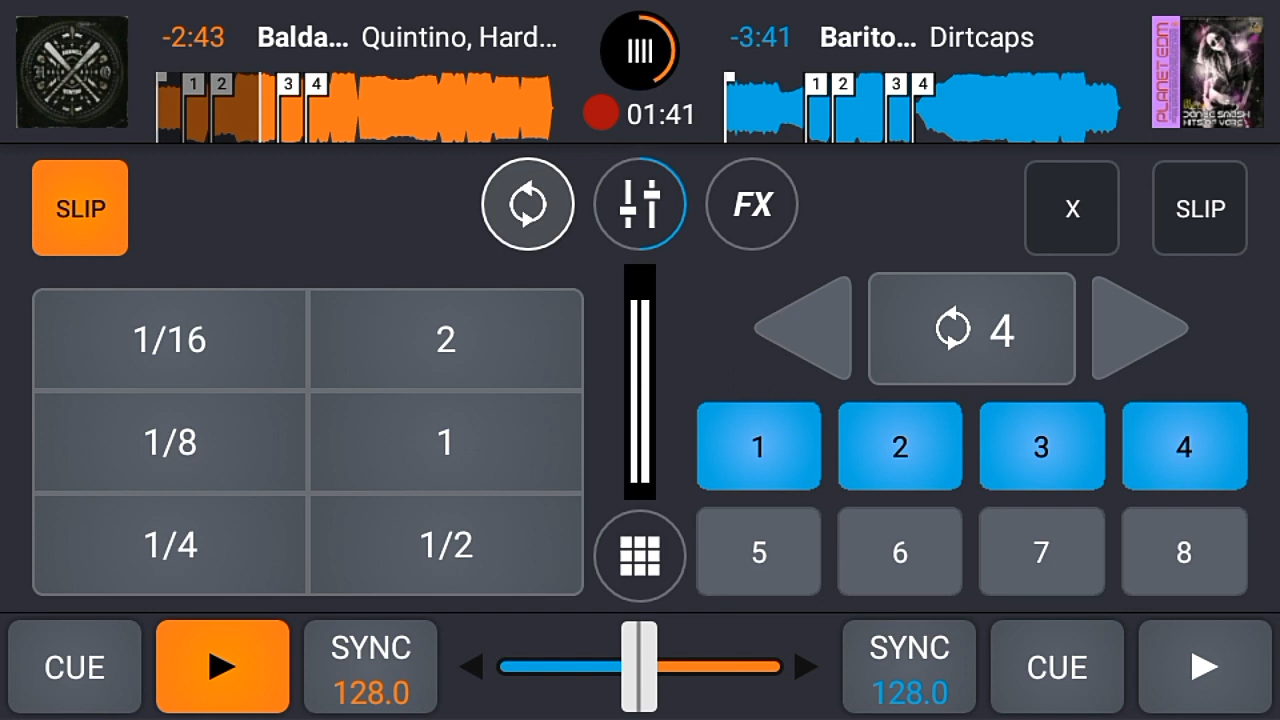 -2:43 Balda... Quintino, Hard...
1 2 3 4
01:41
-3:41 Barito... Dirtcaps
1 2 3 4
PLANET EDM
SLIP
FX
X
SLIP
1/16 2
1/8 1
1/4 1/2
4
1 2 3 4
5 6 7 8
CUE
SYNC
128.0
SYNC
128.0
CUE